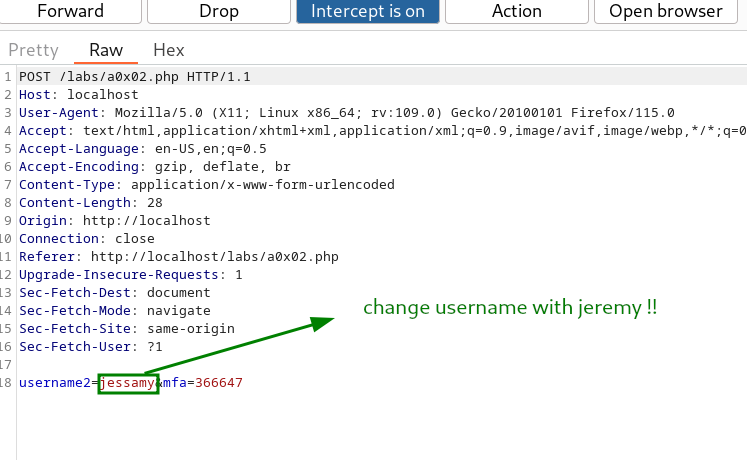 Forward Drop Intercept is on Action Open browser
Pretty Raw Hex
1 POST /labs/a0x02.php HTTP/1.1
2 Host: localhost
3 User-Agent: Mozilla/5.0 (X11; Linux x86_64; rv:109.0) Gecko/20100101 Firefox/115.0
4 Accept: text/html,application/xhtml+xml,application/xml;q=0.9,image/avif,image/webp,*/*;q=0
5 Accept-Language: en-US,en;q=0.5
6 Accept-Encoding: gzip, deflate, br
7 Content-Type: application/x-www-form-urlencoded
8 Content-Length: 28
9 Origin: http://localhost
10 Connection: close
11 Referer: http://localhost/labs/a0x02.php
12 Upgrade-Insecure-Requests: 1
13 Sec-Fetch-Dest: document
14 Sec-Fetch-Mode: navigate
15 Sec-Fetch-Site: same-origin
16 Sec-Fetch-User: ?1
17
18 username2=jessamy&mfa=366647
change username with jeremy !!